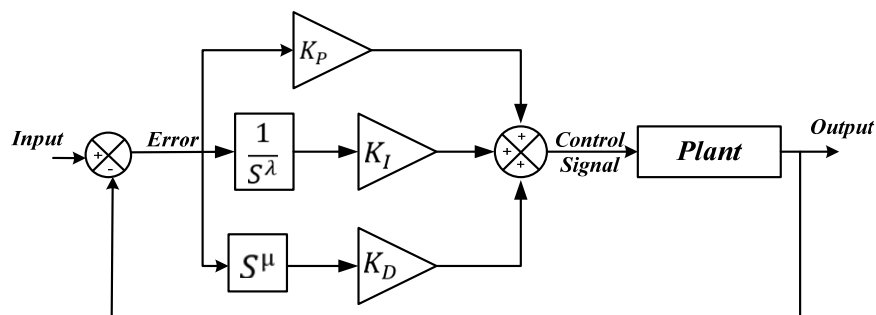 K_P
Input
+
-
Error
1
S^λ
K_I
+
+
+
Control
Signal
Plant
Output
S^μ
K_D